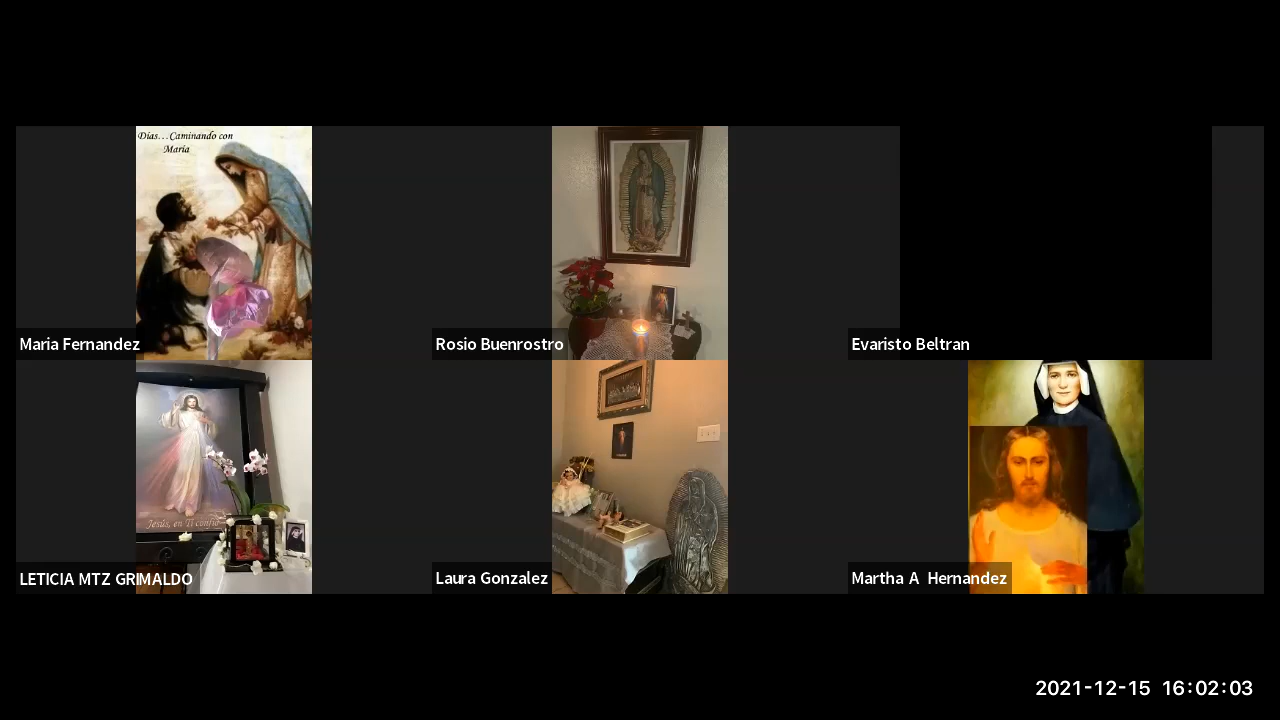 Días...Caminando con
María
Maria Fernandez
Rosio Buenrostro
Evaristo Beltran
Jesús, en Ti confío
LETICIA MTZ GRIMALDO
Laura Gonzalez
Martha A Hernandez
2021-12-15 16:02:03